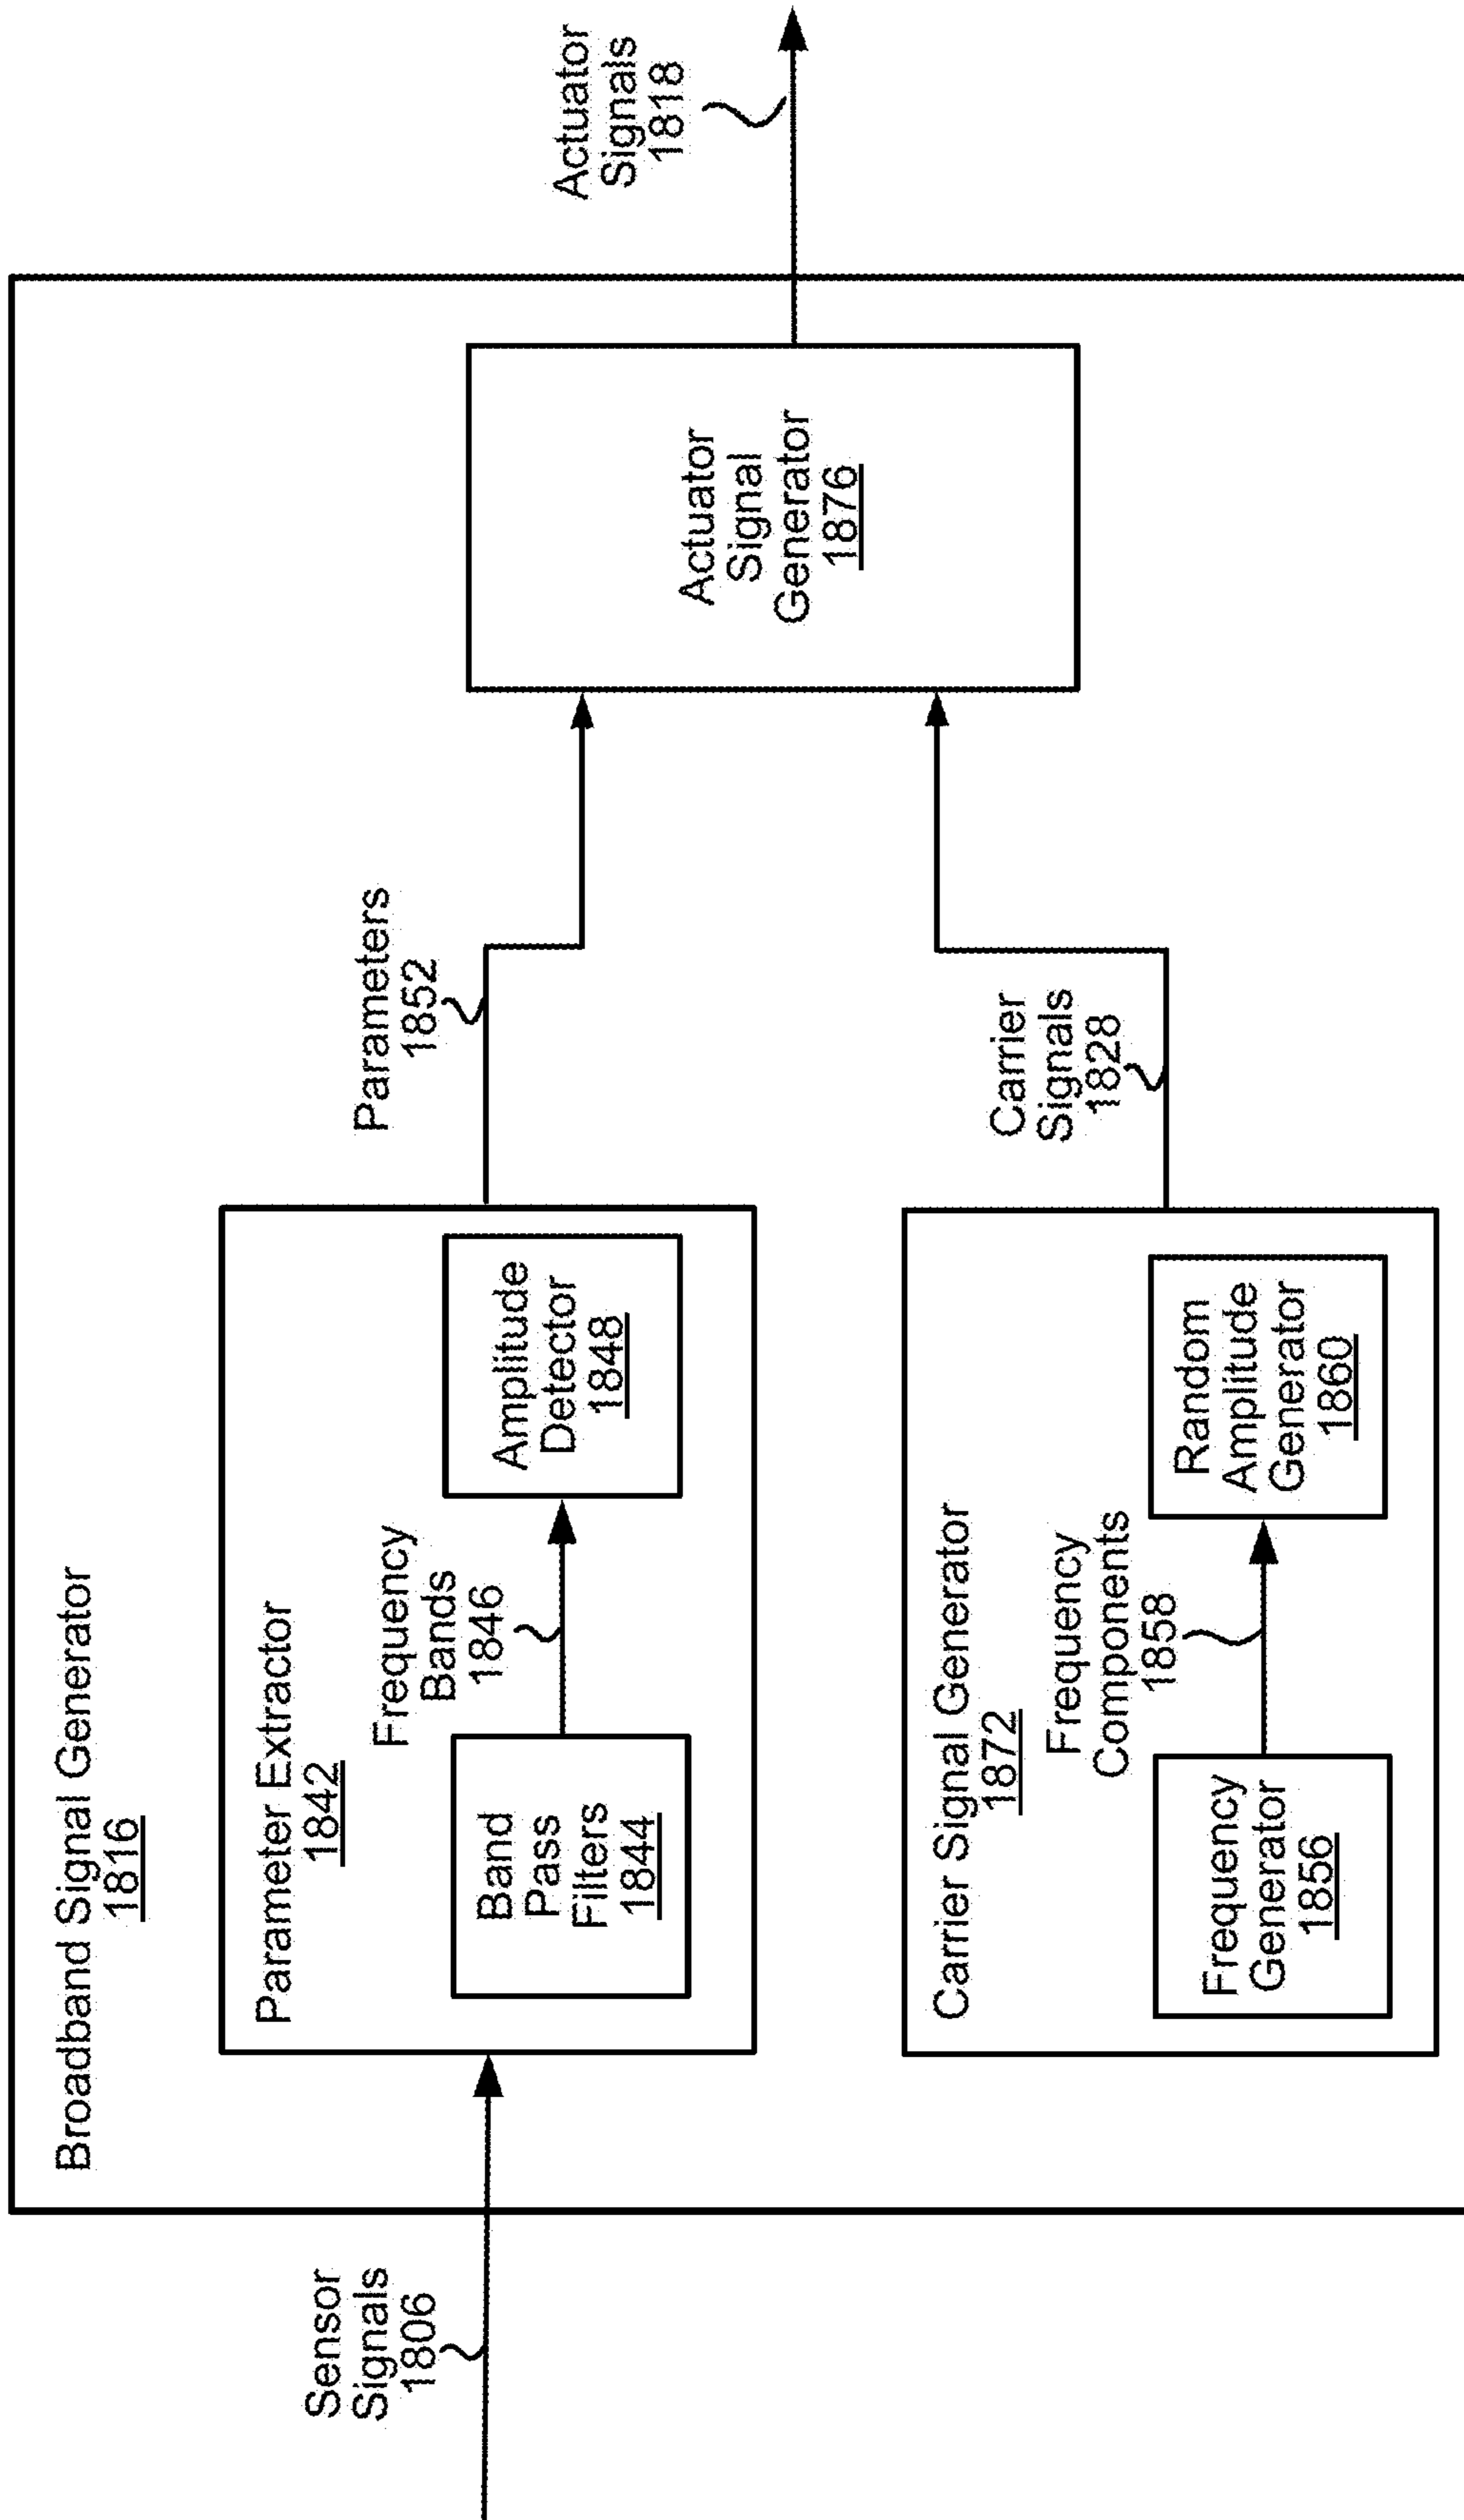 Broadband Signal Generator
1816
Sensor
Signals
1806
Parameter Extractor
1842
Band
Pass
Filters
1844
Frequency
Bands
1846
Amplitude
Detector
1848
Parameters
1852
Carrier Signal Generator
1872
Frequency
Generator
1856
Frequency
Components
1858
Random
Amplitude
Generator
1860
Carrier
Signals
1828
Actuator
Signal
Generator
1876
Actuator
Signals
1818